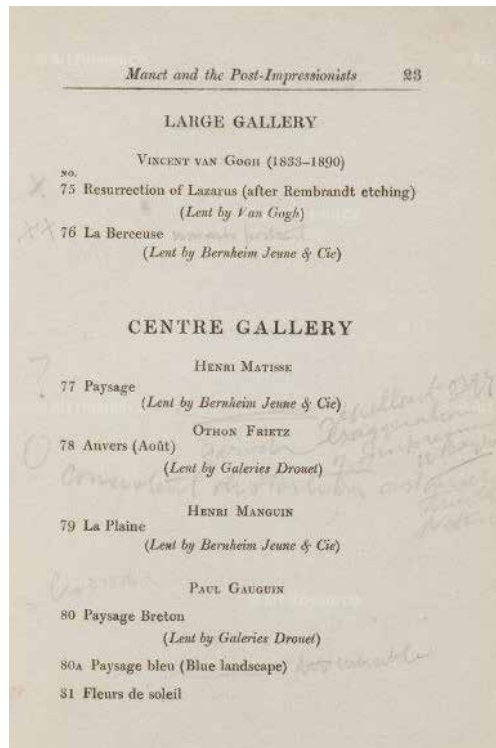 Manet and the Post-Impressionists 23
LARGE GALLERY
VINCENT VAN GOGH (1833–1890)
NO.
75 Resurrection of Lazarus (after Rembrandt etching)
(Lent by Van Gogh)
76 La Berceuse
(Lent by Bernheim Jeune & Cie)
CENTRE GALLERY
HENRI MATISSE
77 Paysage
(Lent by Bernheim Jeune & Cie)
OTHON FRIETZ
78 Anvers (Août)
(Lent by Galeries Drouet)
HENRI MANGUIN
79 La Plaine
(Lent by Bernheim Jeune & Cie)
PAUL GAUGUIN
80 Paysage Breton
(Lent by Galeries Drouet)
80A Paysage bleu (Blue landscape)
81 Fleurs de soleil